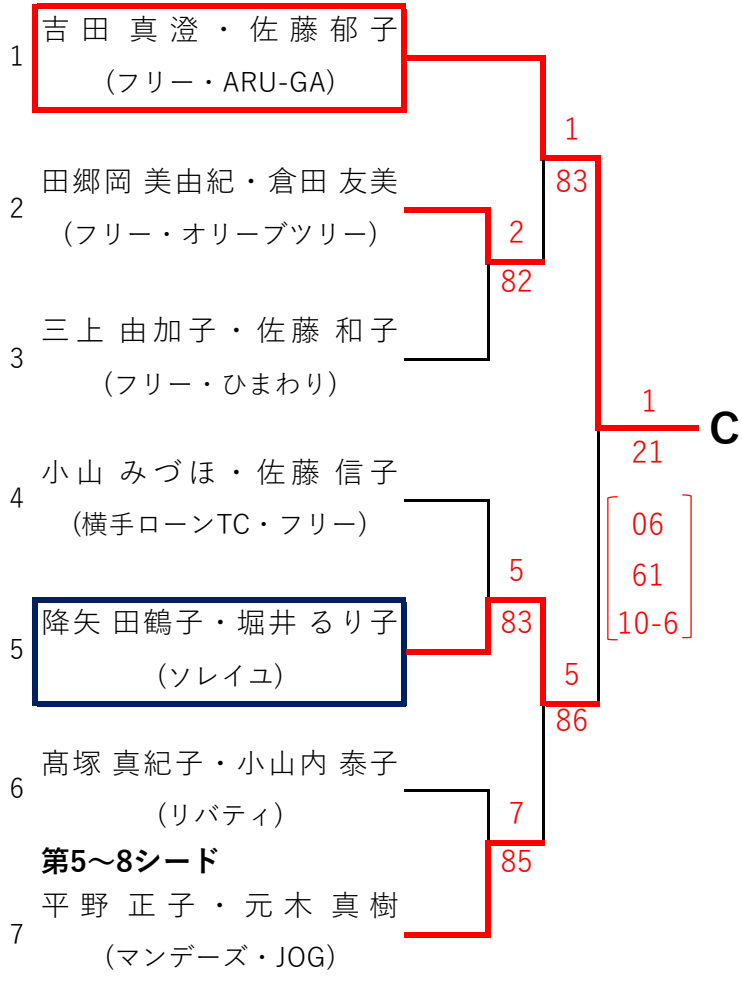 1
吉田 真澄・佐藤郁子
(フリー・ARU-GA)
2
田郷岡 美由紀・倉田 友美
(フリー・オリーブツリー)
3
三上 由加子・佐藤 和子
(フリー・ひまわり)
4
小山 みづほ・佐藤 信子
(横手ローンTC・フリー)
5
降矢 田鶴子・堀井 るり子
(ソレイユ)
6
髙塚 真紀子・小山内 泰子
(リバティ)
第5～8シード
7
平野 正子・元木 真樹
(マンデーズ・JOG)
2
82
5
83
7
85
1
83
5
86
1
21
06
61
10-6
C